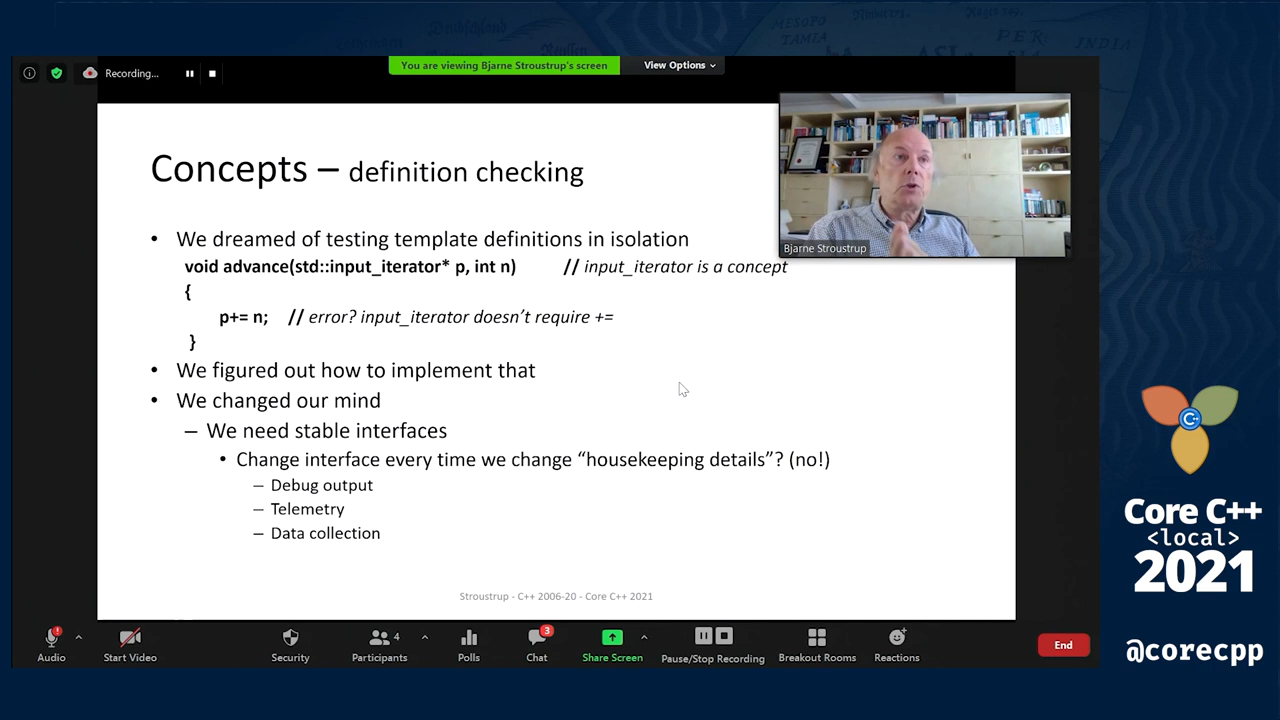 MESOPO
TAMIA
PER
INDIA
Recording...
You are viewing Bjarne Stroustrup's screen
View Options
Concepts – definition checking
Bjarne Stroustrup
• We dreamed of testing template definitions in isolation
void advance(std::input_iterator* p, int n) // input_iterator is a concept
{
p+= n; // error? input_iterator doesn't require +=
}
• We figured out how to implement that
• We changed our mind
– We need stable interfaces
• Change interface every time we change “housekeeping details”? (no!)
– Debug output
– Telemetry
– Data collection
Stroustrup - C++ 2006-20 - Core C++ 2021
Audio
Start Video
Security
4
Participants
Polls
3
Chat
Share Screen
Pause/Stop Recording
Breakout Rooms
Reactions
End
C++
Core C++
<local>
2021
@corecpp